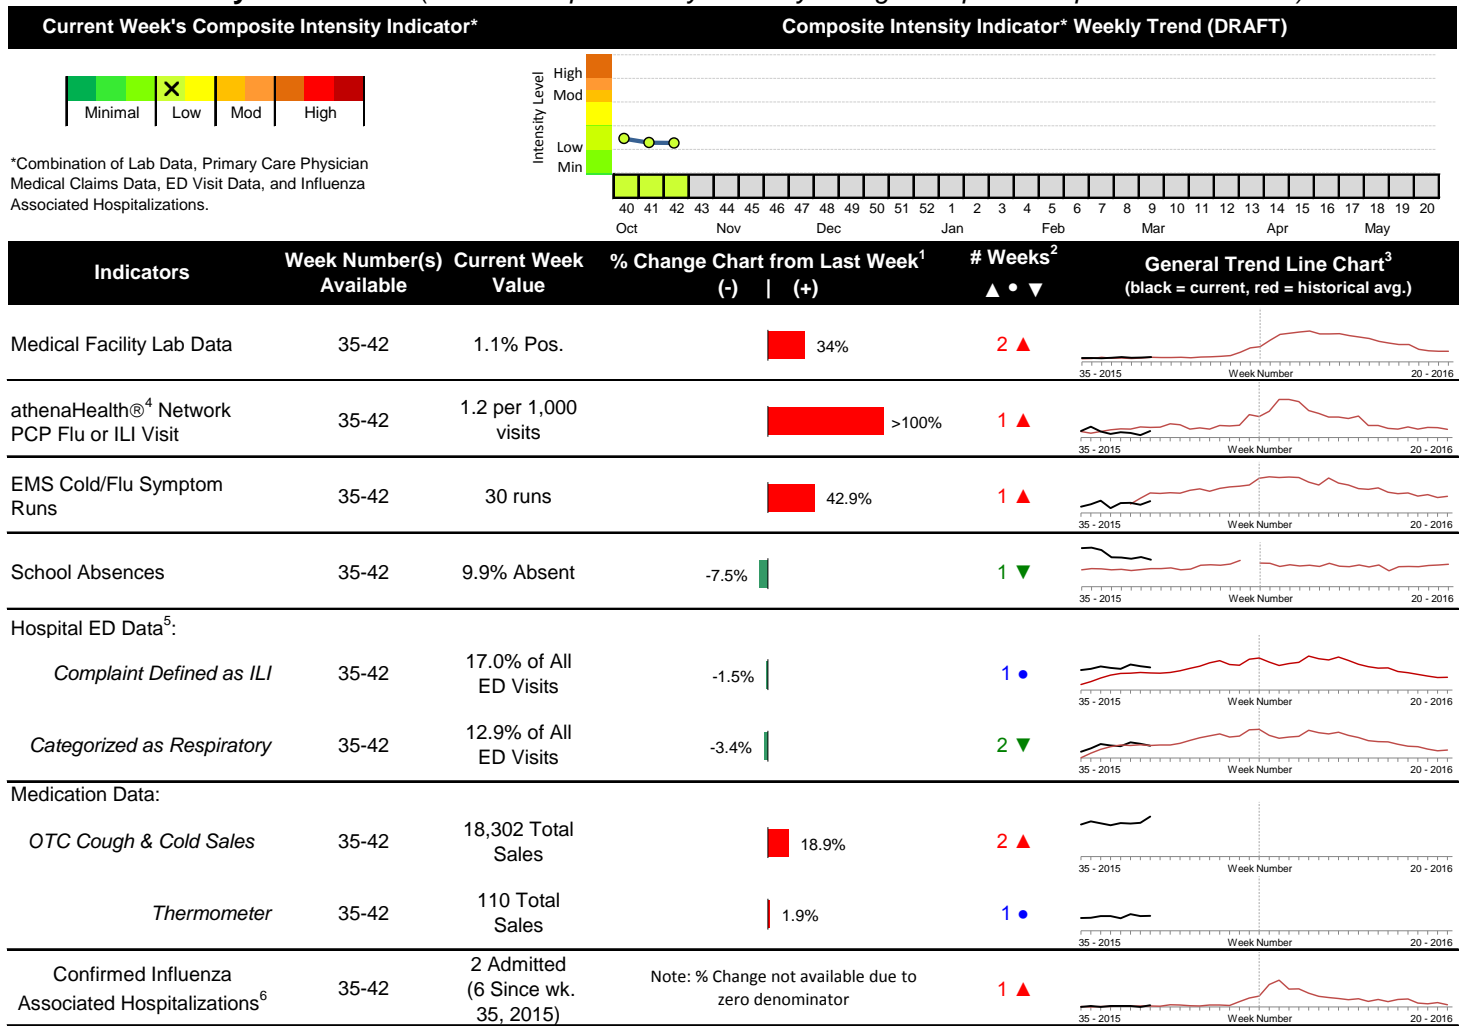 Current Week's Composite Intensity Indicator*
Composite Intensity Indicator* Weekly Trend (DRAFT)
Minimal Low Mod High
*Combination of Lab Data, Primary Care Physician
Medical Claims Data, ED Visit Data, and Influenza
Associated Hospitalizations.
Intensity Level
High
Mod
Low
Min
40 41 42 43 44 45 46 47 48 49 50 51 52 1 2 3 4 5 6 7 8 9 10 11 12 13 14 15 16 17 18 19 20
Oct Nov Dec Jan Feb Mar Apr May
Indicators
Week Number(s)
Available
Current Week
Value
% Change Chart from Last Week1
(-) | (+)
# Weeks2
▲ ● ▼
General Trend Line Chart3
(black = current, red = historical avg.)
Medical Facility Lab Data
35-42
1.1% Pos.
34%
2 ▲
35 - 2015 Week Number 20 - 2016
athenaHealth®4 Network
PCP Flu or ILI Visit
35-42
1.2 per 1,000
visits
>100%
1 ▲
35 - 2015 Week Number 20 - 2016
EMS Cold/Flu Symptom
Runs
35-42
30 runs
42.9%
1 ▲
35 - 2015 Week Number 20 - 2016
School Absences
35-42
9.9% Absent
-7.5%
1 ▼
35 - 2015 Week Number 20 - 2016
Hospital ED Data5:
Complaint Defined as ILI
35-42
17.0% of All
ED Visits
-1.5%
1 ●
35 - 2015 Week Number 20 - 2016
Categorized as Respiratory
35-42
12.9% of All
ED Visits
-3.4%
2 ▼
35 - 2015 Week Number 20 - 2016
Medication Data:
OTC Cough & Cold Sales
35-42
18,302 Total
Sales
18.9%
2 ▲
35 - 2015 Week Number 20 - 2016
Thermometer
35-42
110 Total
Sales
1.9%
1 ●
35 - 2015 Week Number 20 - 2016
Confirmed Influenza
Associated Hospitalizations6
35-42
2 Admitted
(6 Since wk.
35, 2015)
Note: % Change not available due to
zero denominator
1 ▲
35 - 2015 Week Number 20 - 2016